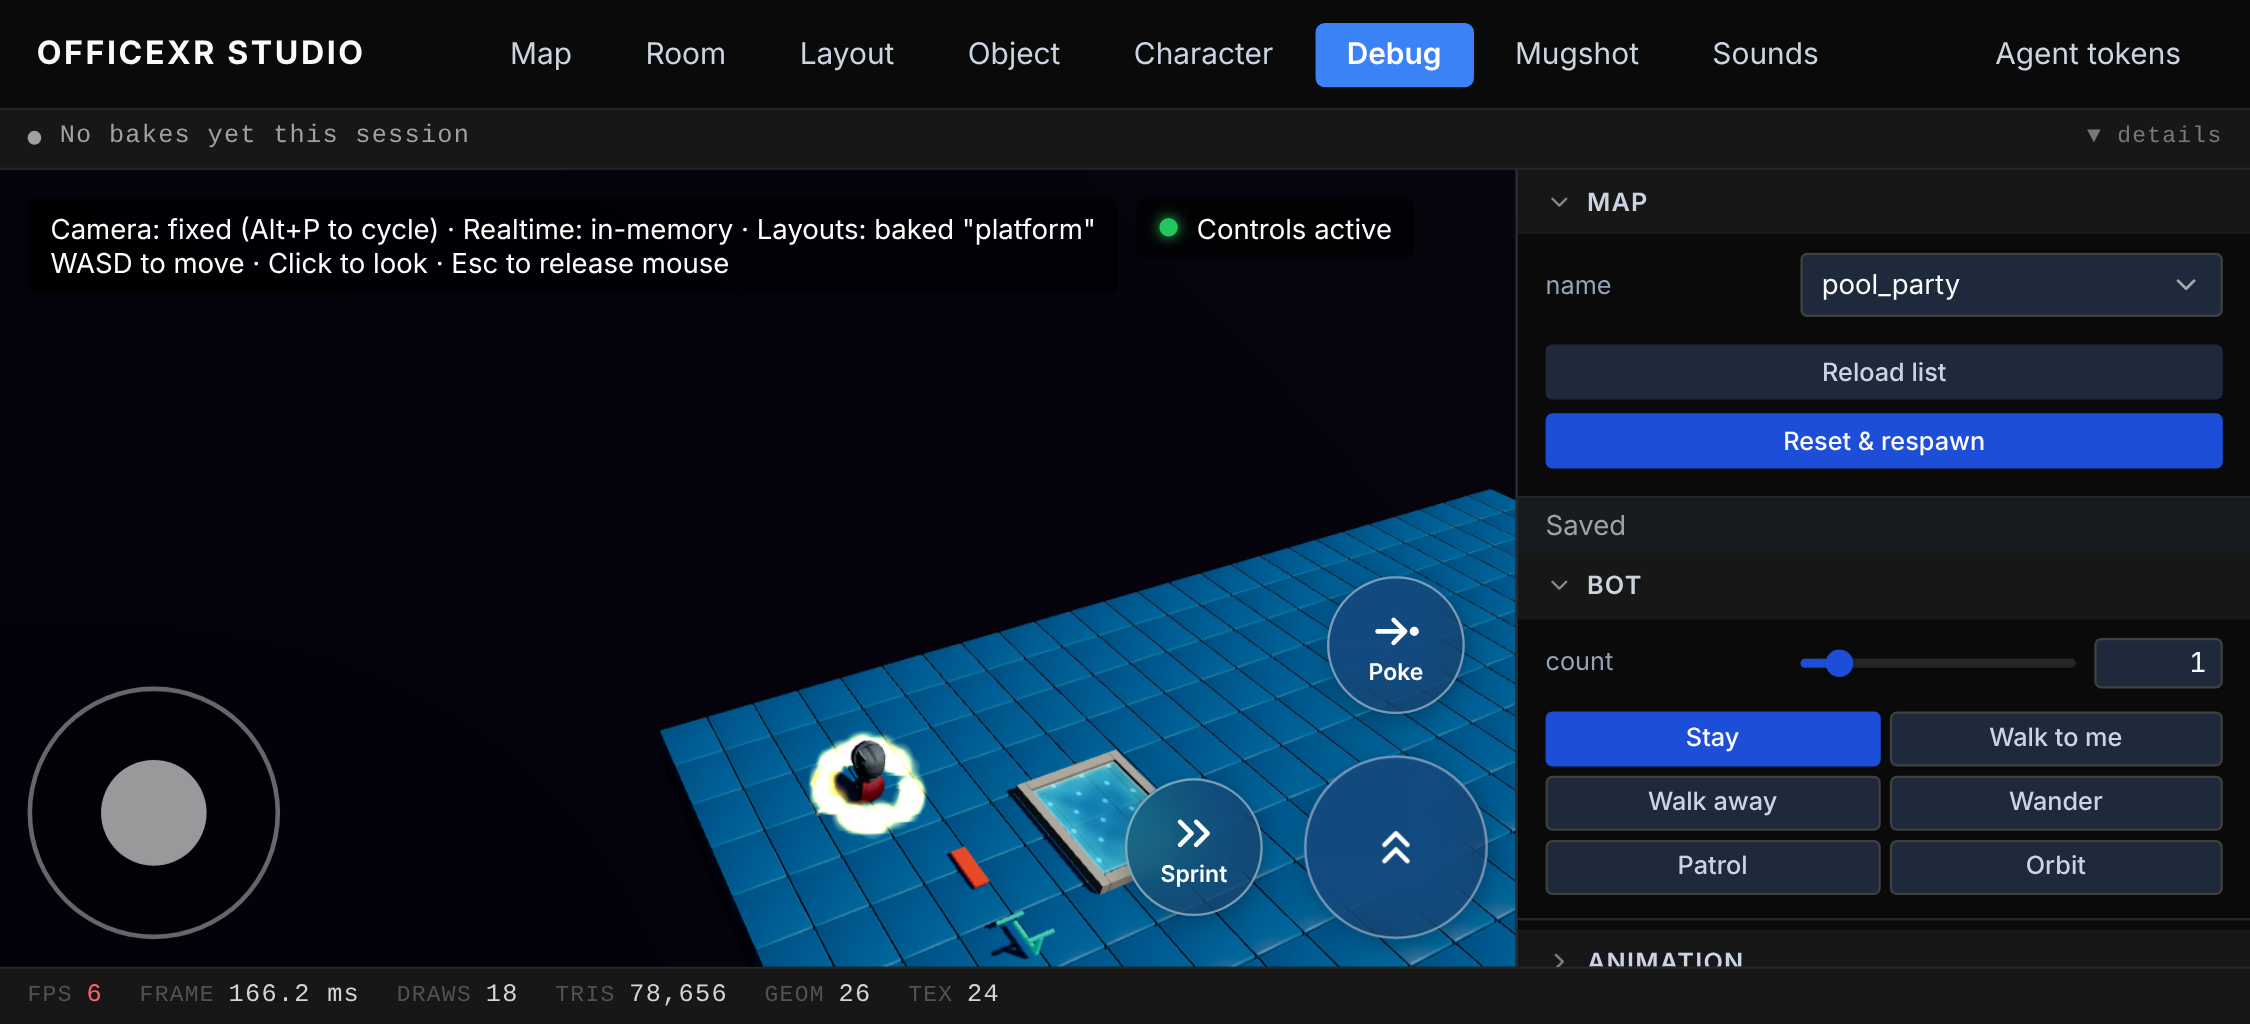 OFFICEXR STUDIO
Map
Room
Layout
Object
Character
Debug
Mugshot
Sounds
Agent tokens
● No bakes yet this session
▼ details
Camera: fixed (Alt+P to cycle) · Realtime: in-memory · Layouts: baked "platform"
WASD to move · Click to look · Esc to release mouse
Controls active
MAP
name
pool_party
Reload list
Reset & respawn
Saved
BOT
count
1
Stay
Walk to me
Walk away
Wander
Patrol
Orbit
ANIMATION
Poke
Sprint
FPS 6
FRAME 166.2 ms
DRAWS 18
TRIS 78,656
GEOM 26
TEX 24